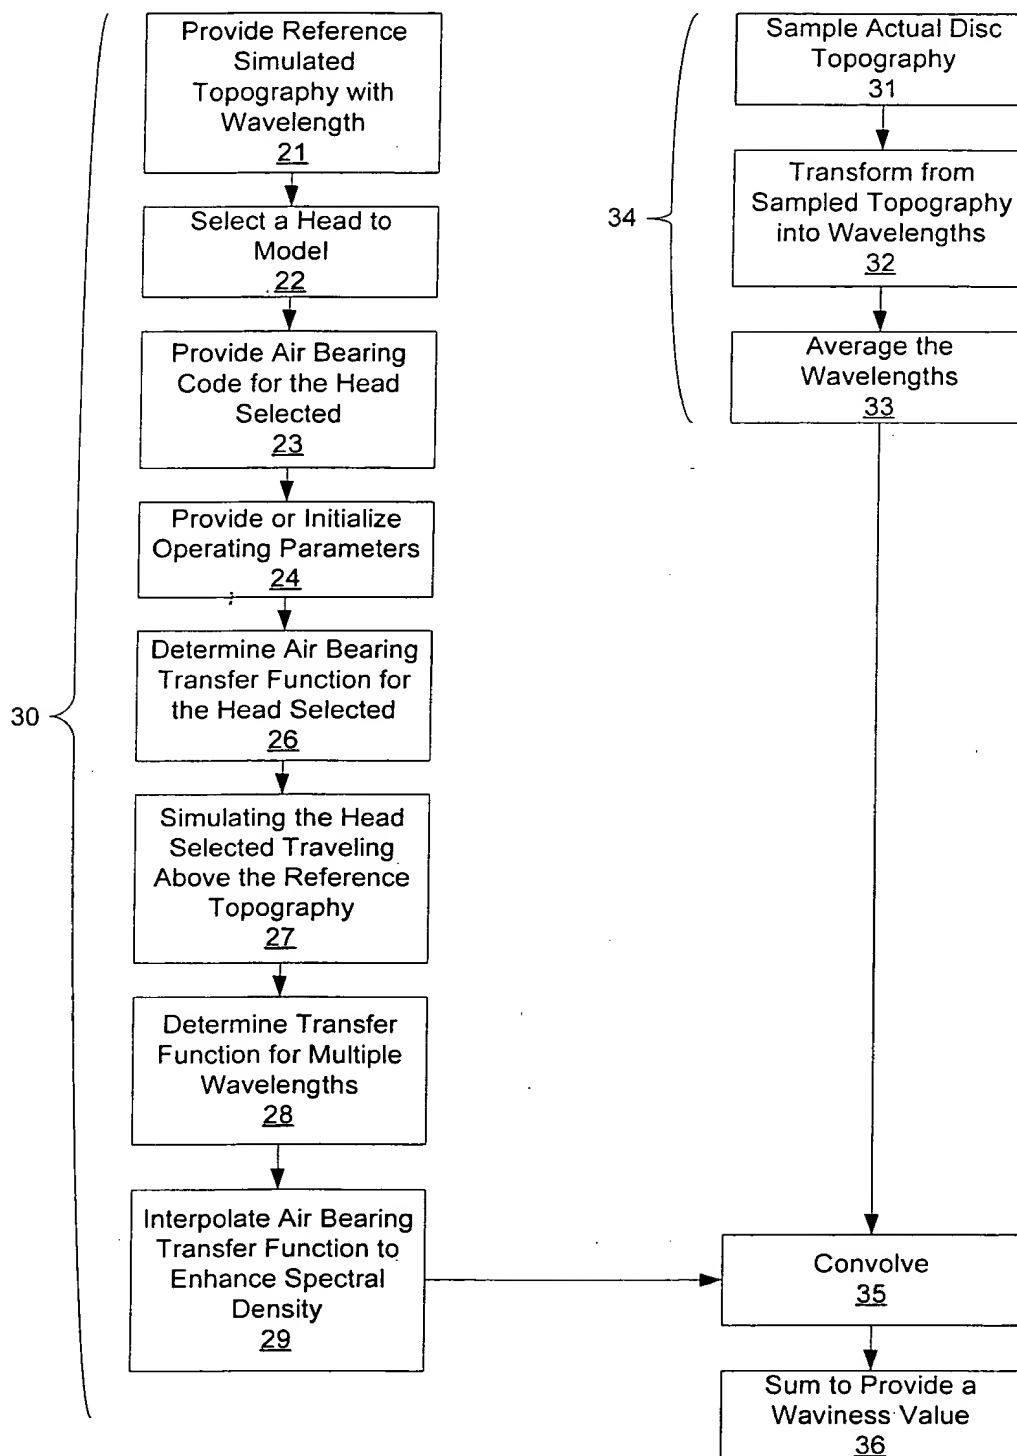 Provide Reference
Simulated
Topography with
Wavelength
21
Select a Head to
Model
22
Provide Air Bearing
Code for the Head
Selected
23
Provide or Initialize
Operating Parameters
24
Determine Air Bearing
Transfer Function for
the Head Selected
26
30
Simulating the Head
Selected Traveling
Above the Reference
Topography
27
Determine Transfer
Function for Multiple
Wavelengths
28
Interpolate Air Bearing
Transfer Function to
Enhance Spectral
Density
29
Sample Actual Disc
Topography
31
34
Transform from
Sampled Topography
into Wavelengths
32
Average the
Wavelengths
33
Convolve
35
Sum to Provide a
Waviness Value
36